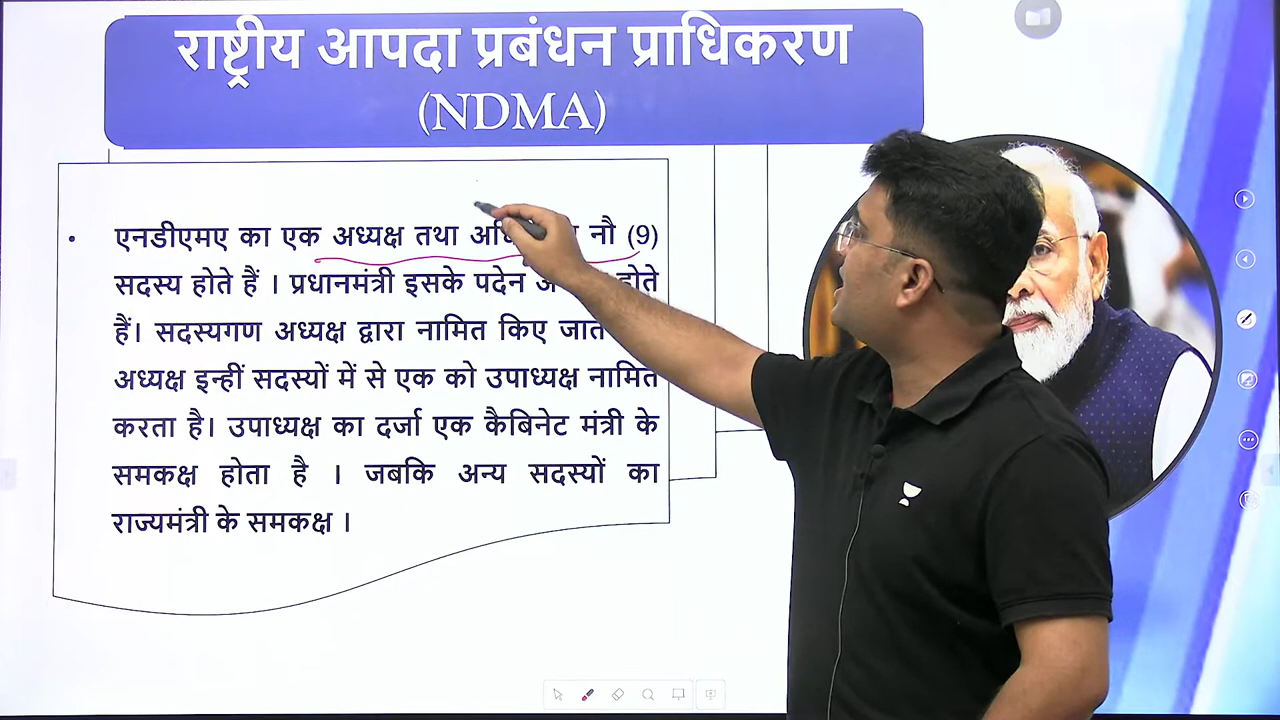 राष्ट्रीय आपदा प्रबंधन प्राधिकरण
(NDMA)
• एनडीएमए का एक अध्यक्ष तथा नौ (9)
सदस्य होते हैं । प्रधानमंत्री इसके पदेन होते
हैं। सदस्यगण अध्यक्ष द्वारा नामित किए
अध्यक्ष इन्हीं सदस्यों में से एक को उपाध्यक्ष नामित
करता है। उपाध्यक्ष का दर्जा एक कैबिनेट मंत्री के
समकक्ष होता है । जबकि अन्य सदस्यों का
राज्यमंत्री के समकक्ष ।